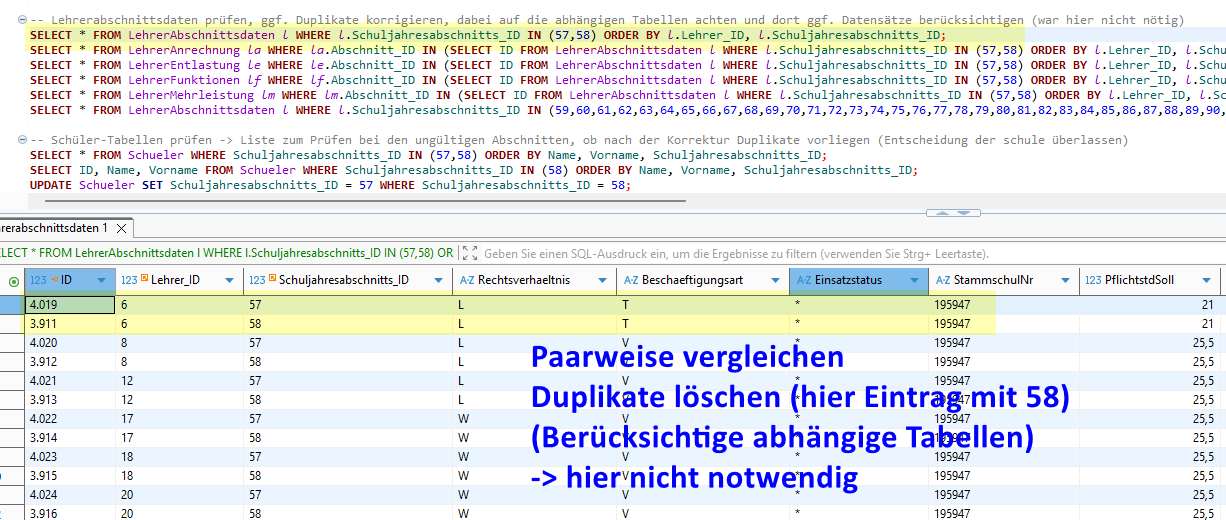 -- Lehrerabschnittsdaten prüfen, ggf. Duplikate korrigieren, dabei auf die abhängigen Tabellen achten und dort ggf. Datensätze berücksichtigen (war hier nicht nötig)
SELECT * FROM LehrerAbschnittsdaten l WHERE l.Schuljahresabschnitts_ID IN (57,58) ORDER BY l.Lehrer_ID, l.Schuljahresabschnitts_ID;
SELECT * FROM LehrerAnrechnung la WHERE la.Abschnitt_ID IN (SELECT ID FROM LehrerAbschnittsdaten l WHERE l.Schuljahresabschnitts_ID IN (57,58) ORDER BY l.Lehrer_ID, l.Schu
SELECT * FROM LehrerEntlastung le WHERE le.Abschnitt_ID IN (SELECT ID FROM LehrerAbschnittsdaten l WHERE l.Schuljahresabschnitts_ID IN (57,58) ORDER BY l.Lehrer_ID, l.Schu
SELECT * FROM LehrerFunktionen lf WHERE lf.Abschnitt_ID IN (SELECT ID FROM LehrerAbschnittsdaten l WHERE l.Schuljahresabschnitts_ID IN (57,58) ORDER BY l.Lehrer_ID, l.Schu
SELECT * FROM LehrerMehrleistung lm WHERE lm.Abschnitt_ID IN (SELECT ID FROM LehrerAbschnittsdaten l WHERE l.Schuljahresabschnitts_ID IN (57,58) ORDER BY l.Lehrer_ID, l.Sc
SELECT * FROM LehrerAbschnittsdaten l WHERE l.Schuljahresabschnitts_ID IN (59,60,61,62,63,64,65,66,67,68,69,70,71,72,73,74,75,76,77,78,79,80,81,82,83,84,85,86,87,88,89,90,
-- Schüler-Tabellen prüfen -> Liste zum Prüfen bei den ungültigen Abschnitten, ob nach der Korrektur Duplikate vorliegen (Entscheidung der schule überlassen)
SELECT * FROM Schueler WHERE Schuljahresabschnitts_ID IN (57,58) ORDER BY Name, Vorname, Schuljahresabschnitts_ID;
SELECT ID, Name, Vorname FROM Schueler WHERE Schuljahresabschnitts_ID IN (58) ORDER BY Name, Vorname, Schuljahresabschnitts_ID;
UPDATE Schueler SET Schuljahresabschnitts_ID = 57 WHERE Schuljahresabschnitts_ID = 58;
rerabschnittsdaten 1
LECT * FROM LehrerAbschnittsdaten l WHERE l.Schuljahresabschnitts_ID IN (57,58) OR Geben Sie einen SQL-Ausdruck ein, um die Ergebnisse zu filtern (verwenden Sie Strg+ Leertaste).
123 ID 123 Lehrer_ID 123 Schuljahresabschnitts_ID A-Z Rechtsverhaeltnis A-Z Beschaeftigungsart A-Z Einsatzstatus A-Z StammschulNr 123 PflichtstdSoll
4.019 6 57 L T * 195947 21
3.911 6 58 L T * 195947 21
4.020 8 57 L V * 195947 25,5
3.912 8 58 L V * 195947 25,5
4.021 12 57 L V * 195947 25,5
3.913 12 58 L V * 195947 25,5
4.022 17 57 W V * 195947 25,5
3.914 17 58 W V * 195947 25,5
4.023 18 57 W V * 195947 25,5
3.915 18 58 W V * 195947 25,5
4.024 20 57 W V * 195947 25,5
3.916 20 58 W V * 195947 25,5
Paarweise vergleichen
Duplikate löschen (hier Eintrag mit 58)
(Berücksichtige abhängige Tabellen)
-> hier nicht notwendig